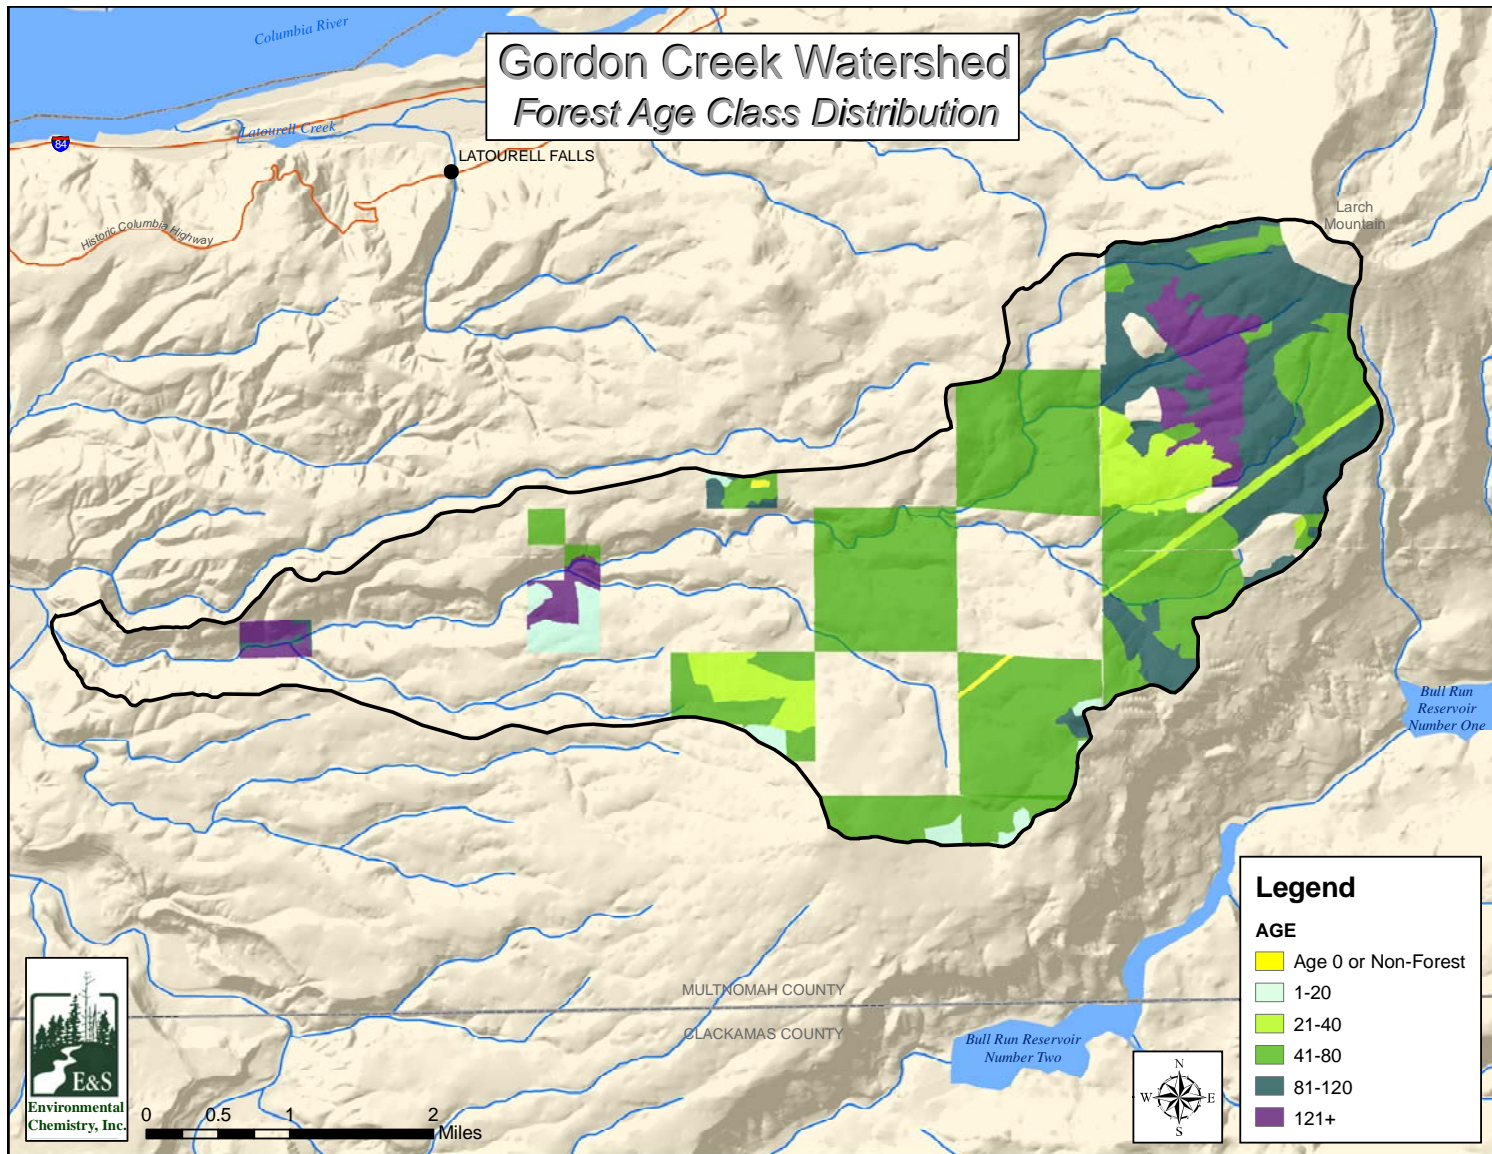 Columbia River
Gordon Creek Watershed
Forest Age Class Distribution
Latourell Creek
84
LATOURELL FALLS
Historic Columbia Highway
Larch
Mountain
Bull Run
Reservoir
Number One
Legend
AGE
Age 0 or Non-Forest
1-20
21-40
41-80
81-120
121+
MULTNOMAH COUNTY
CLACKAMAS COUNTY
Bull Run Reservoir
Number Two
N
W
E
S
E&S
Environmental
Chemistry, Inc.
0 0.5 1 2
Miles